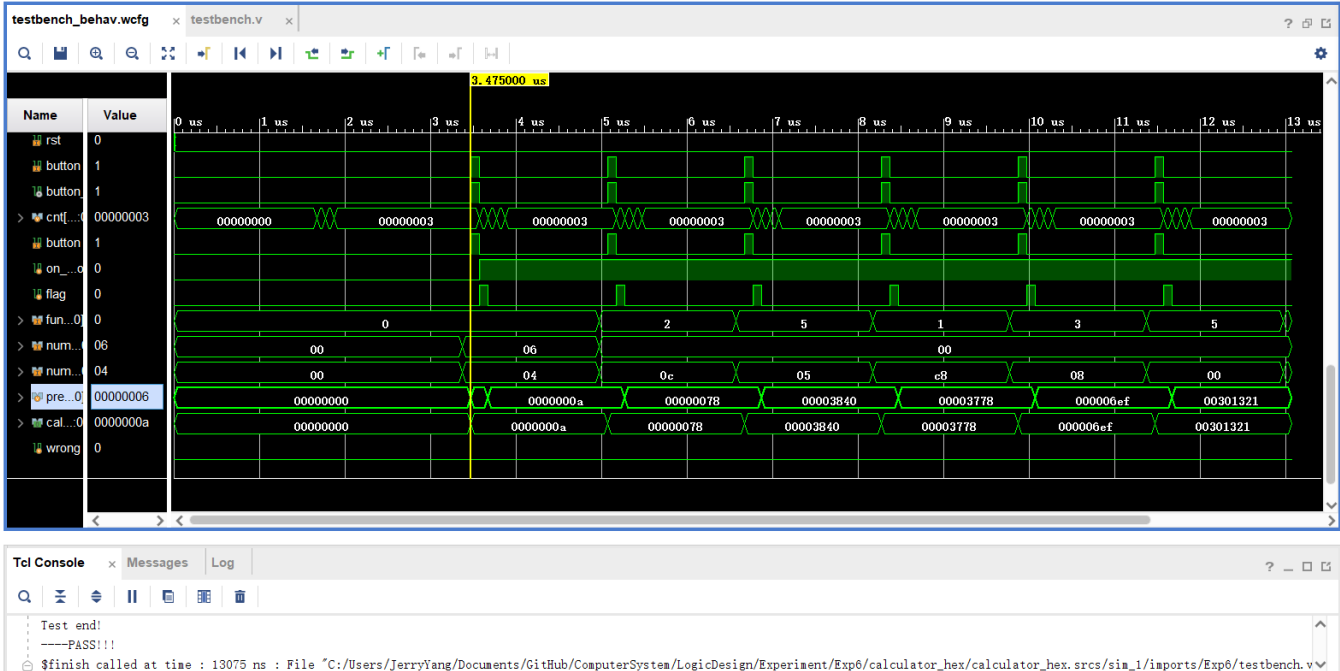 testbench_behav.wcfg × testbench.v ×
3.475000 us
Name Value
0 us 1 us 2 us 3 us 4 us 5 us 6 us 7 us 8 us 9 us 10 us 11 us 12 us 13 us
rst 0
button 1
button_ 1
cnt[...:0 00000003 00000000 00000003 00000003 00000003 00000003 00000003 00000003 00000003
button 1
on_...o 0
flag 0
fun...0] 0 0 2 5 1 3 5
num... 06 00 06 00
num... 04 00 04 0c 05 c8 08 00
pre...0] 00000006 00000000 0000000a 00000078 00003840 00003778 000006ef 00301321
cal...:0 0000000a 00000000 0000000a 00000078 00003840 00003778 000006ef 00301321
wrong 0
Tcl Console × Messages Log
Test end!
----PASS!!!
$finish called at time : 13075 ns : File "C:/Users/JerryYang/Documents/GitHub/ComputerSystem/LogicDesign/Experiment/Exp6/calculator_hex/calculator_hex.srcs/sim_1/imports/Exp6/testbench.v